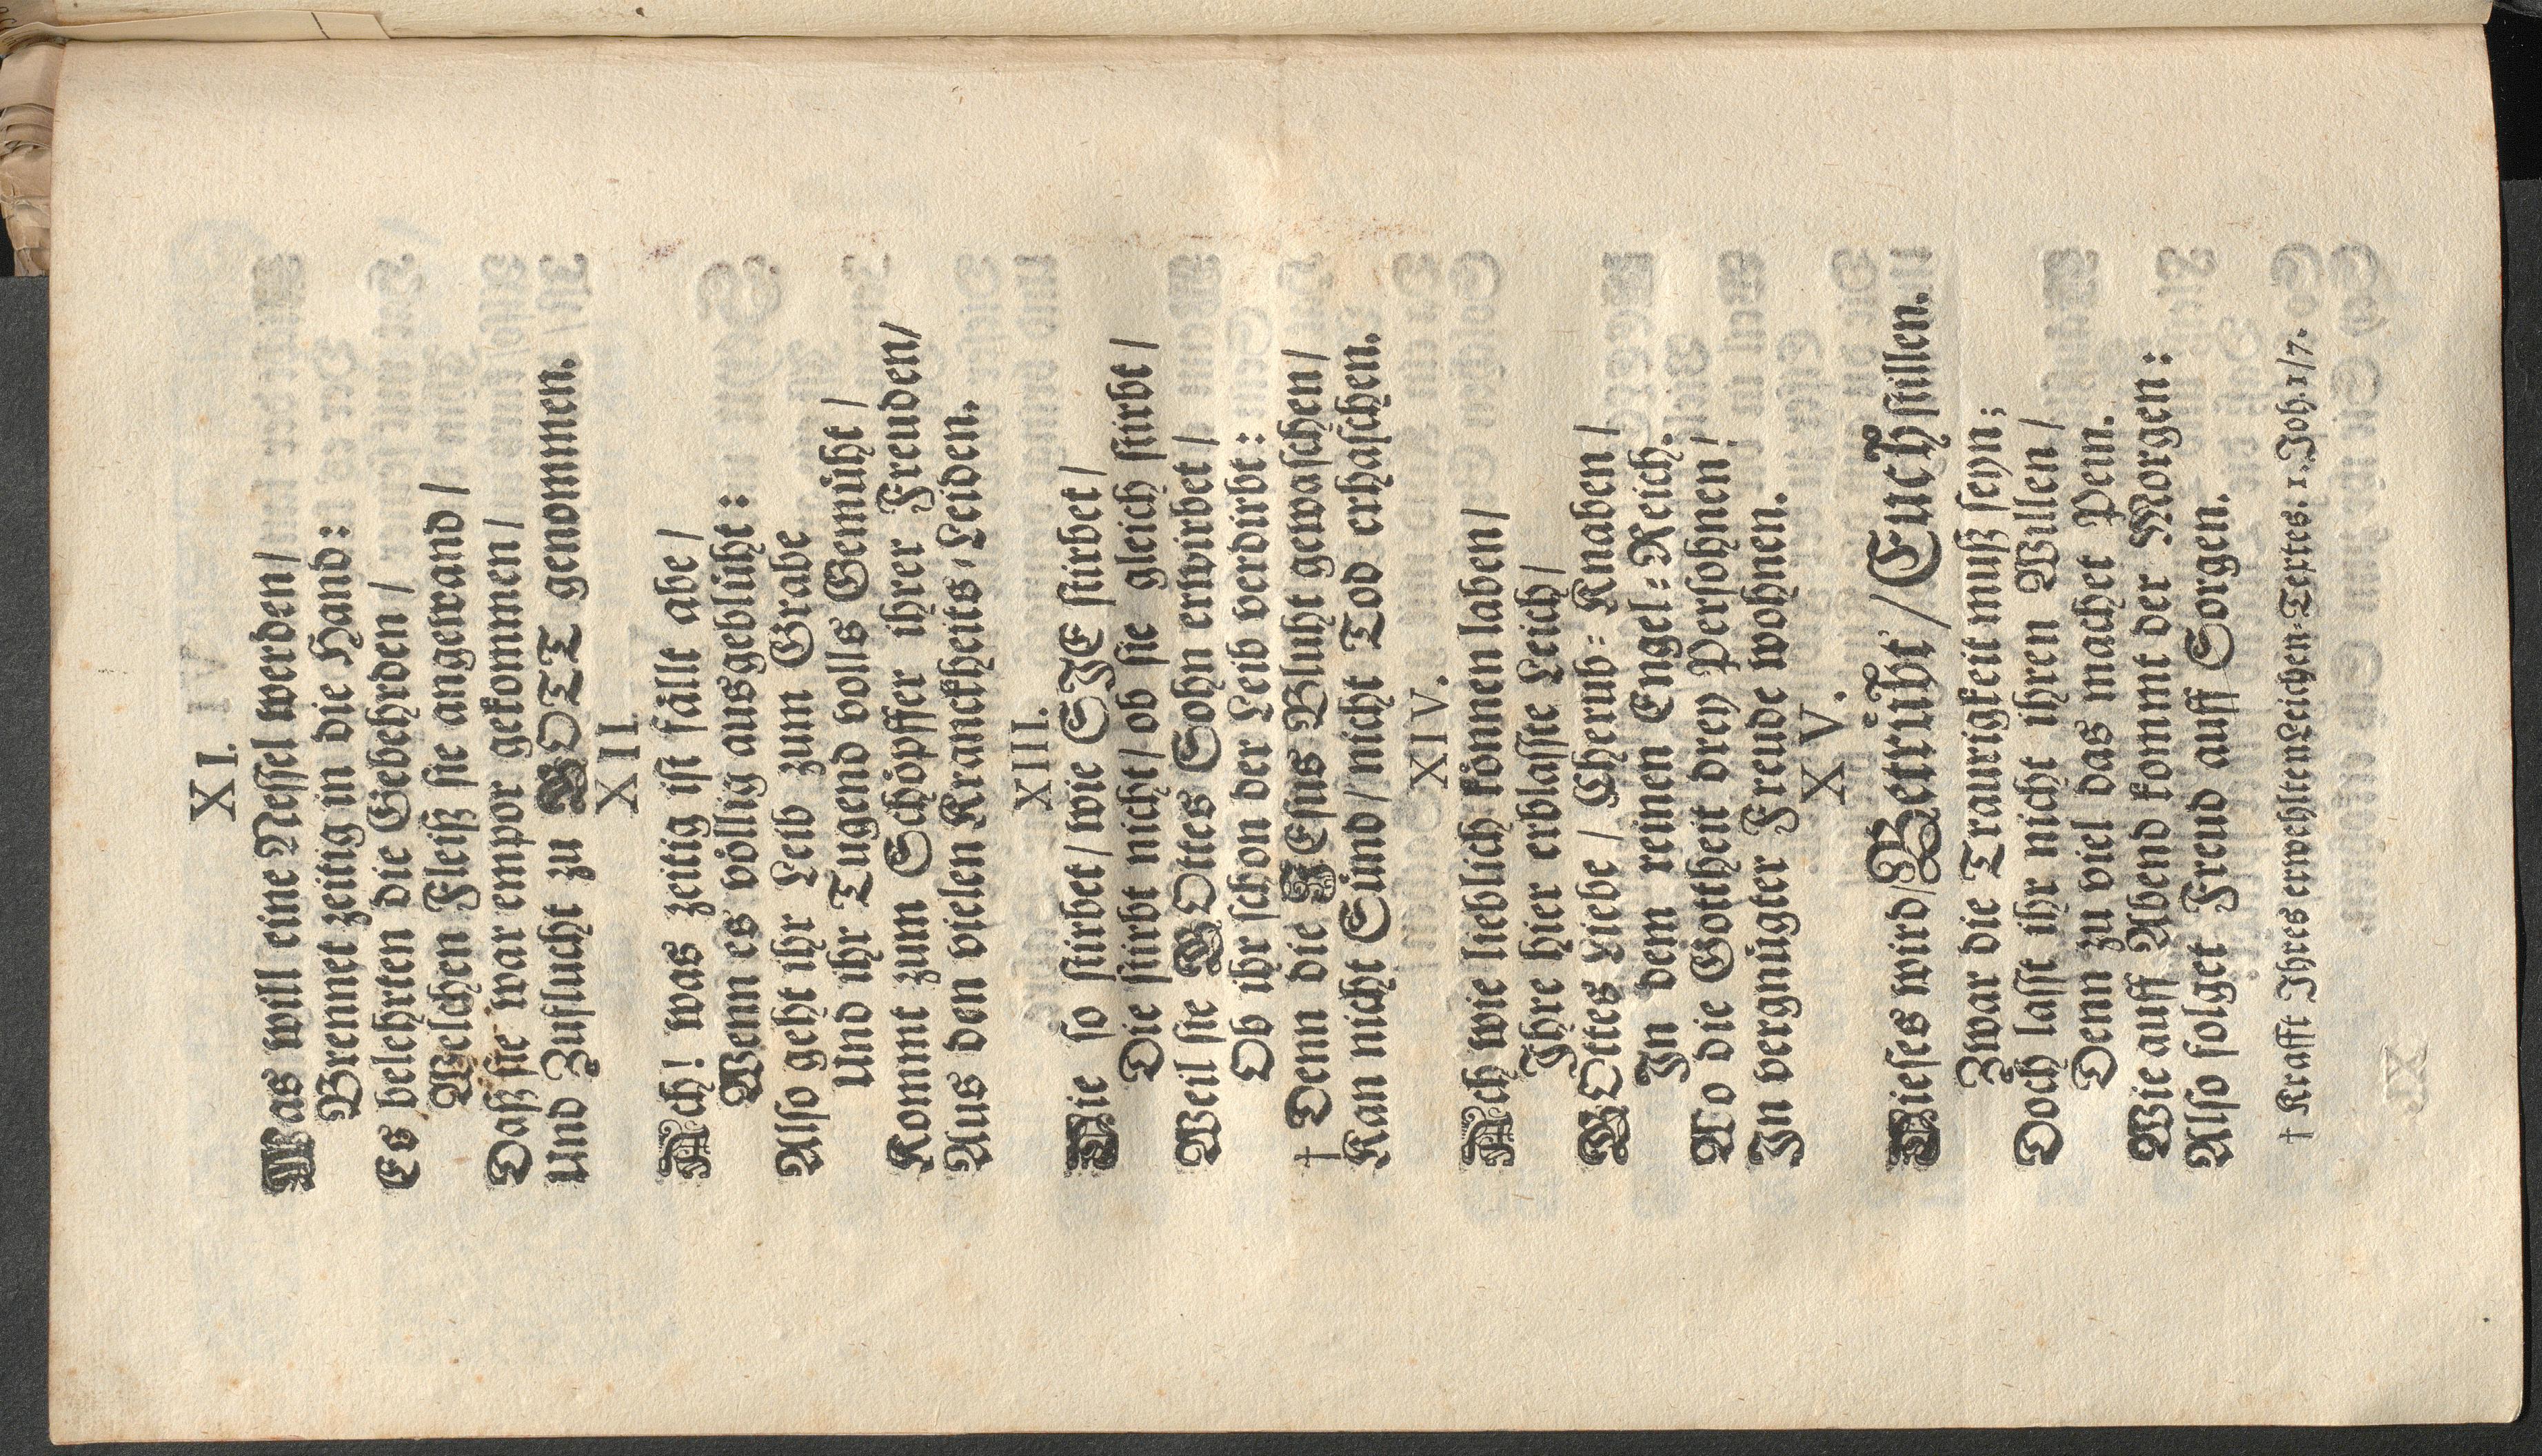 XI.
Was will eine Nessel werden/
Brennet zeitig in die Hand:
Es belehrten die Gebehrden /
Welchen Fleiß sie angewand /
Daß sie war empor gekommen /
Und Zuflucht zu GOTT genommen.
XII.
Ach! was zeitig ist fällt abe /
Wenn es völlig ausgeblüht:
Also geht ihr Leib zum Grabe
Und ihr Tugend volls Gemüht /
Kommt zum Schöpffer ihrer Freuden/
Aus den vielen Kranckheits-Leiden.
XIII.
Wie so stirbet / wie SJE stirbet /
Die stirbt nicht / ob sie gleich stirbt /
Weil sie GOttes Sohn erwirbet /
Ob ihr schon der Leib verdirbt:
† Denn die JEsus Bluht gewaschen /
Kan nicht Sünd / nicht Tod erhaschen.
XIV.
Ach wie lieblich können laben /
Ihre hier erblasste Leich /
GOttes Liebe / Cherub-Knaben /
In dem reinen Engel-Reich.
Wo die Gottheit drey Persohnen /
In vergnügter Freude wohnen.
XV.
Dieses wird / BetrübT / EucH stillen.
Zwar die Traurigkeit muß seyn;
Doch lasst ihr nicht ihren Willen /
Denn zu viel das machet Pein.
Wie auff Abend kommt der Morgen:
Also folget Freud auff Sorgen.
† Krafft Ihres erwehlten Leichen-Textes. 1. Joh. 1/7.